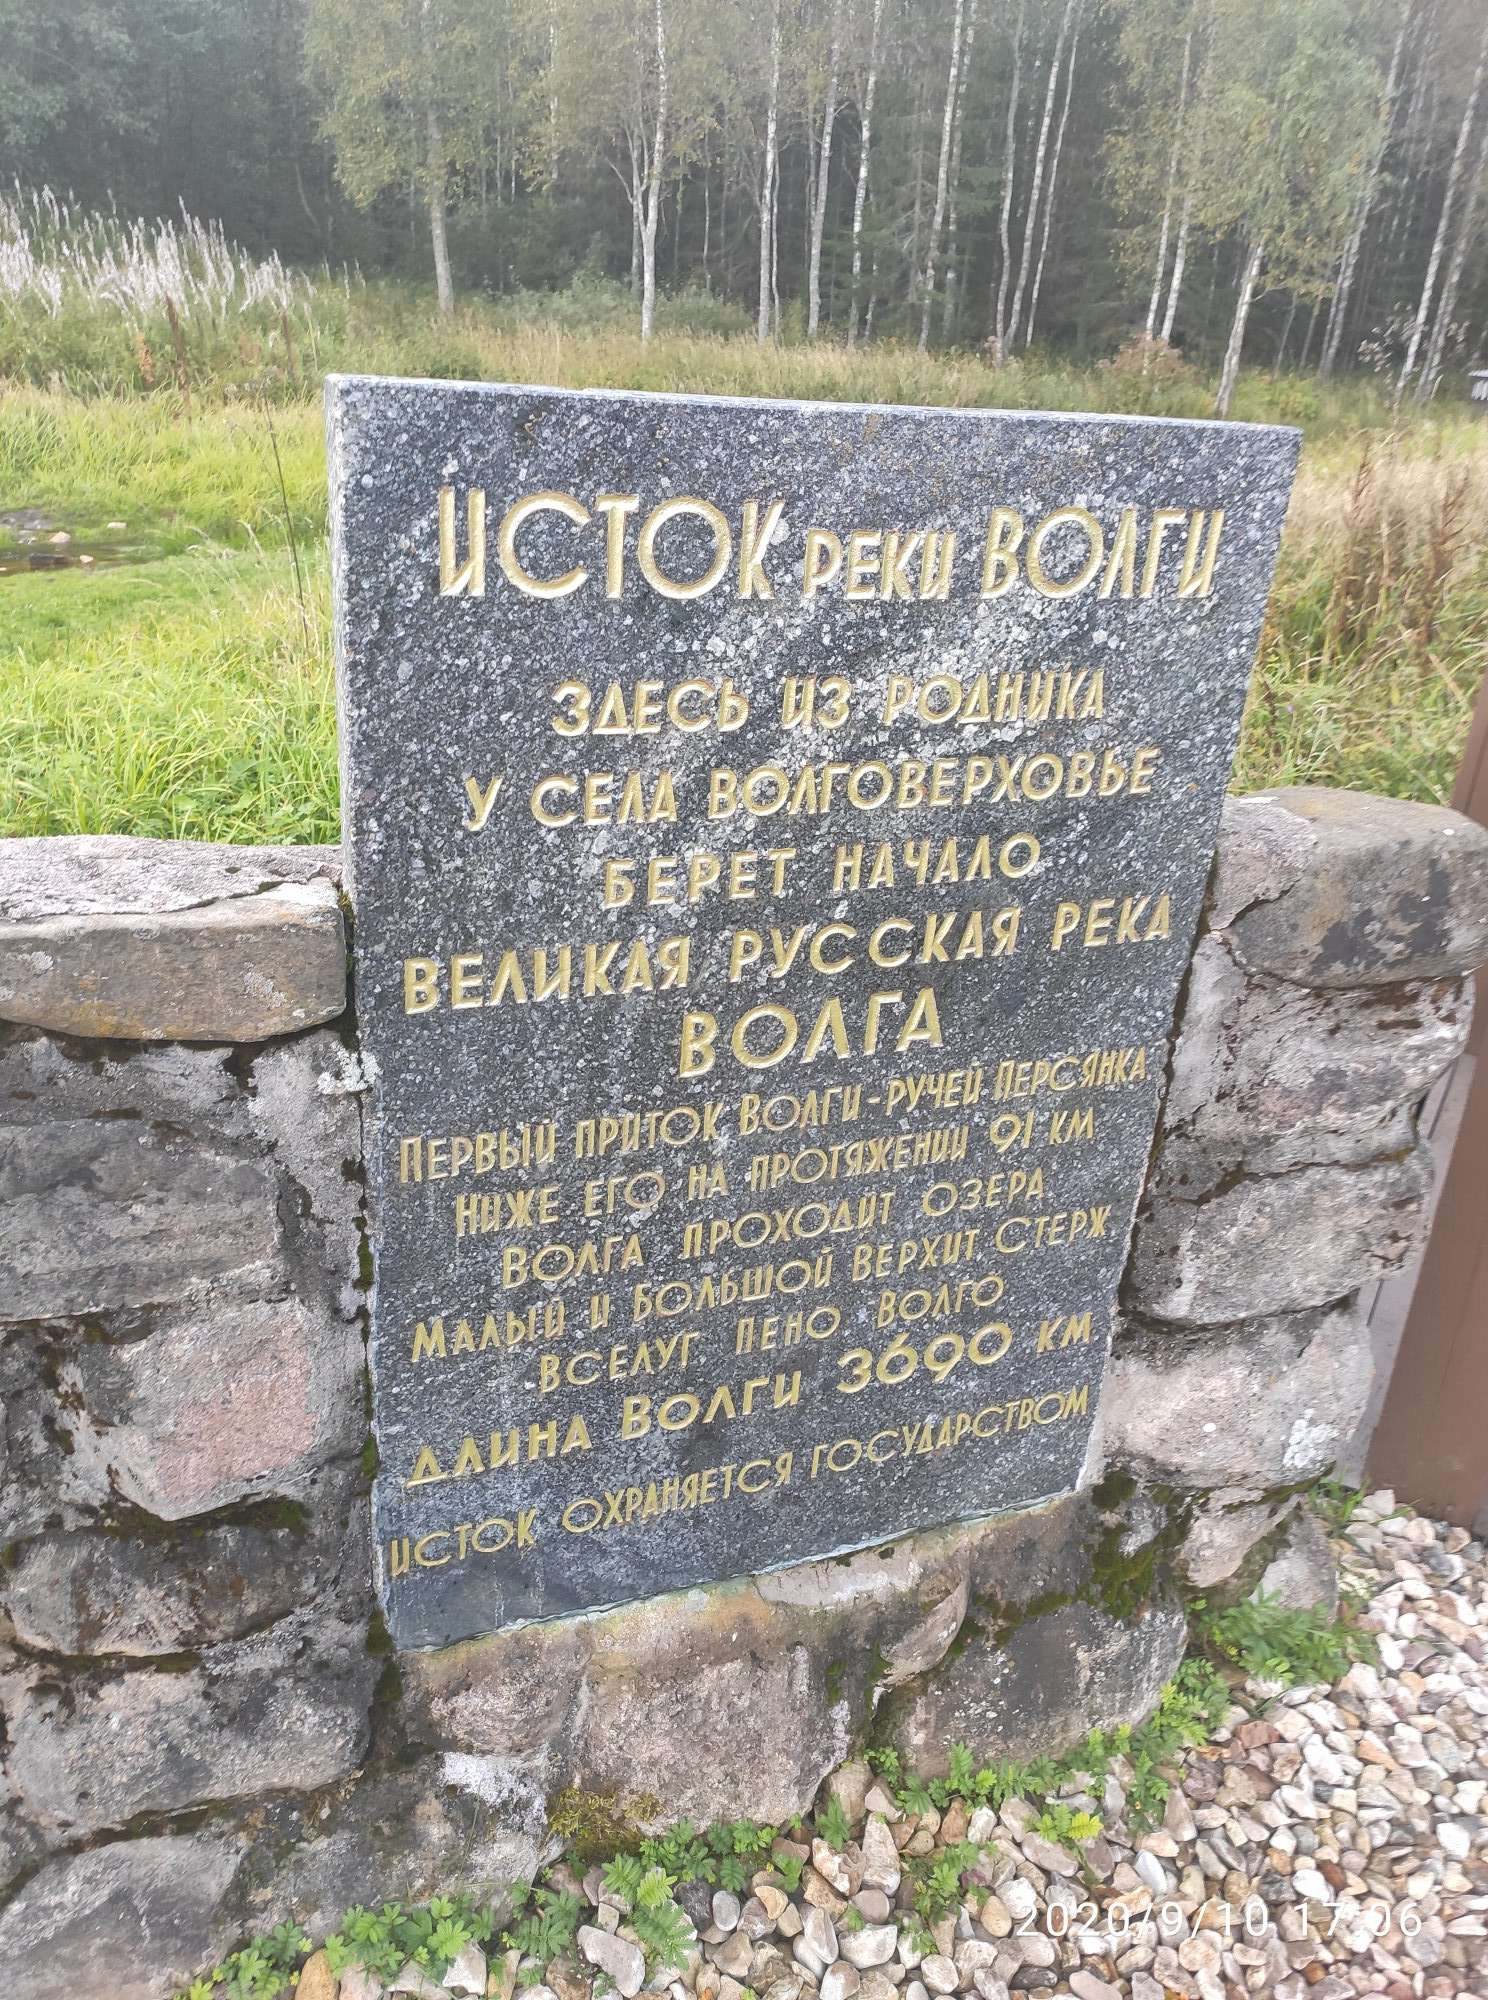 ИСТОК РЕКИ ВОЛГИ
ЗДЕСЬ ИЗ РОДНИКА
У СЕЛА ВОЛГОВЕРХОВЬЕ
БЕРЕТ НАЧАЛО
ВЕЛИКАЯ РУССКАЯ РЕКА
ВОЛГА
ПЕРВЫЙ ПРИТОК ВОЛГИ-РУЧЕЙ ПЕРСЯНКА
НИЖЕ ЕГО НА ПРОТЯЖЕНИИ 91 КМ
ВОЛГА ПРОХОДИТ ОЗЕРА
МАЛЫЙ И БОЛЬШОЙ ВЕРХИТ СТЕРЖ
ВСЕЛУГ ПЕНО ВОЛГО
ДЛИНА ВОЛГИ 3690 КМ
ИСТОК ОХРАНЯЕТСЯ ГОСУДАРСТВОМ
2020/9/10 17:06